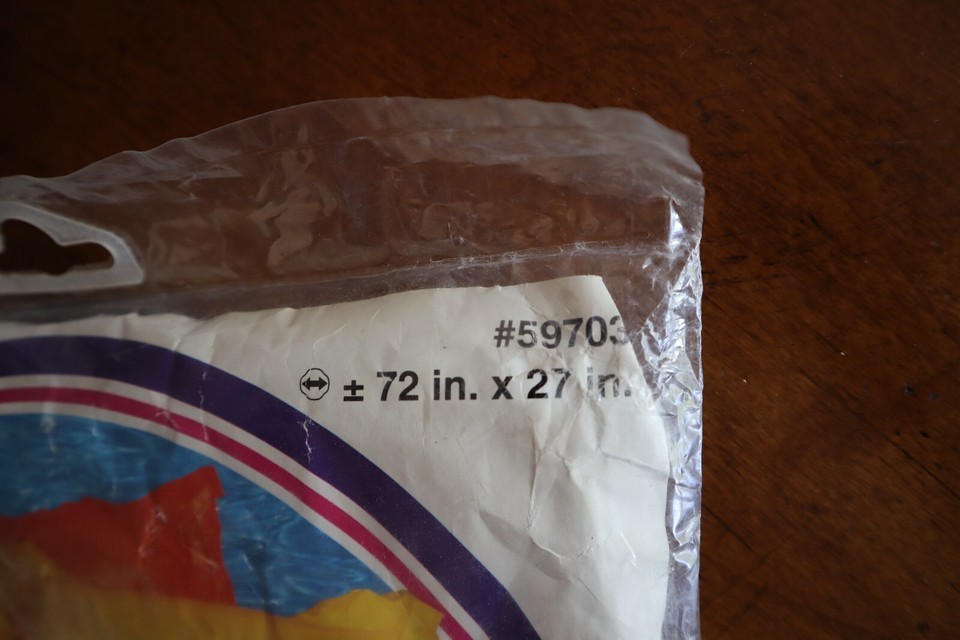 #59703
± 72 in. x 27 in.